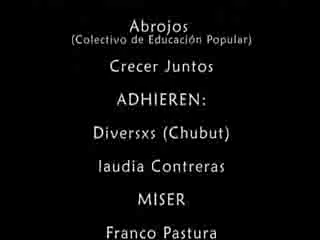 Abrojos
(Colectivo de Educación Popular)
Crecer Juntos
ADHIEREN:
Diversxs (Chubut)
laudia Contreras
MISER
Franco Pastura